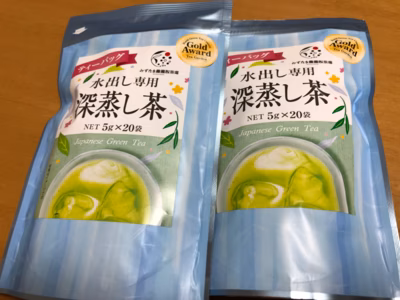 ティーバッグ
Gold
Award
水出し専用
深蒸し茶
NET 5g×20袋
Japanese Green Tea
ティーバッグ
Gold
Award
水出し専用
深蒸し茶
NET 5g×20袋
Japanese Green Tea